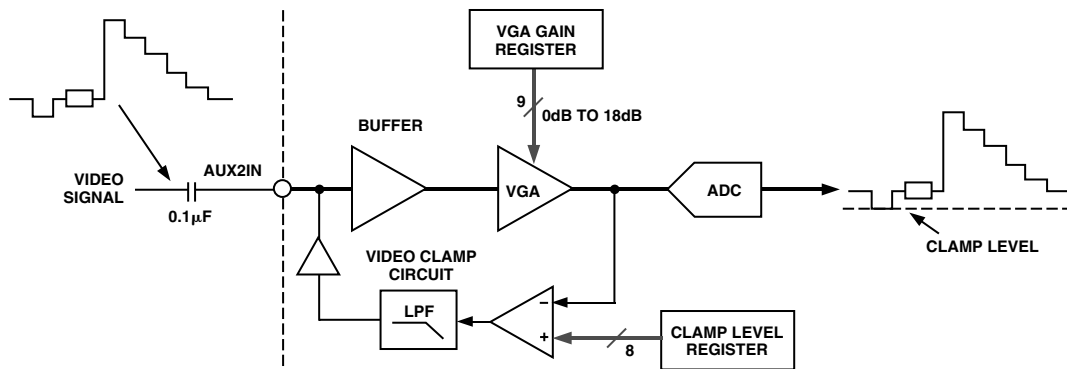 VGA GAIN
REGISTER
9
0dB TO 18dB
BUFFER
AUX2IN
VIDEO
SIGNAL
0.1μF
VGA
ADC
CLAMP LEVEL
VIDEO CLAMP
CIRCUIT
LPF
–
+
8
CLAMP LEVEL
REGISTER